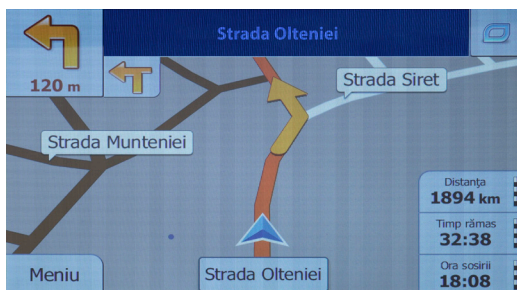 Strada Olteniei
120 m
Strada Siret
Strada Munteniei
Distanța
1894 km
Timp rămas
32:38
Ora sosirii
18:08
Meniu
Strada Olteniei